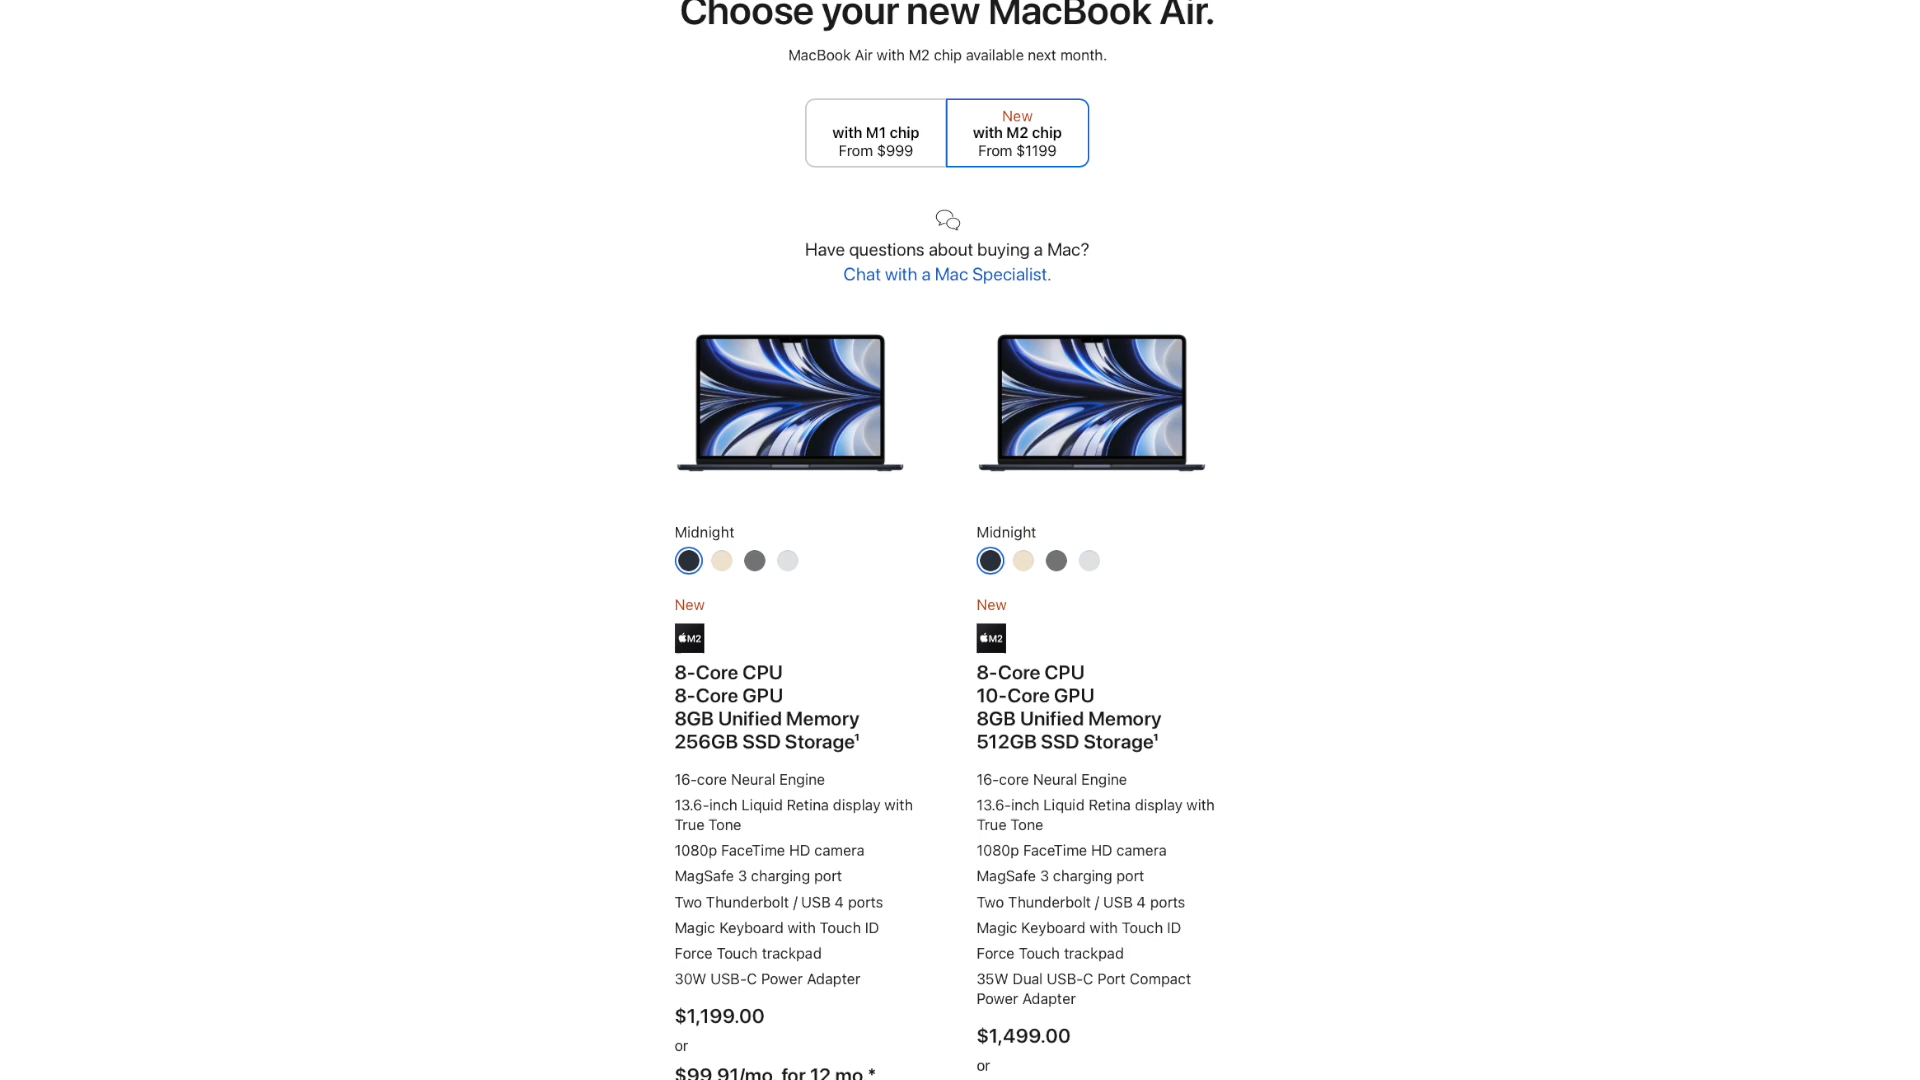 Choose your new MacBook Air.
MacBook Air with M2 chip available next month.
with M1 chip
From $999
New
with M2 chip
From $1199
Have questions about buying a Mac?
Chat with a Mac Specialist.
Midnight
New
M2
8-Core CPU
8-Core GPU
8GB Unified Memory
256GB SSD Storage¹
16-core Neural Engine
13.6-inch Liquid Retina display with
True Tone
1080p FaceTime HD camera
MagSafe 3 charging port
Two Thunderbolt / USB 4 ports
Magic Keyboard with Touch ID
Force Touch trackpad
30W USB-C Power Adapter
$1,199.00
or
$99.91/mo. for 12 mo.*
Midnight
New
M2
8-Core CPU
10-Core GPU
8GB Unified Memory
512GB SSD Storage¹
16-core Neural Engine
13.6-inch Liquid Retina display with
True Tone
1080p FaceTime HD camera
MagSafe 3 charging port
Two Thunderbolt / USB 4 ports
Magic Keyboard with Touch ID
Force Touch trackpad
35W Dual USB-C Port Compact
Power Adapter
$1,499.00
or